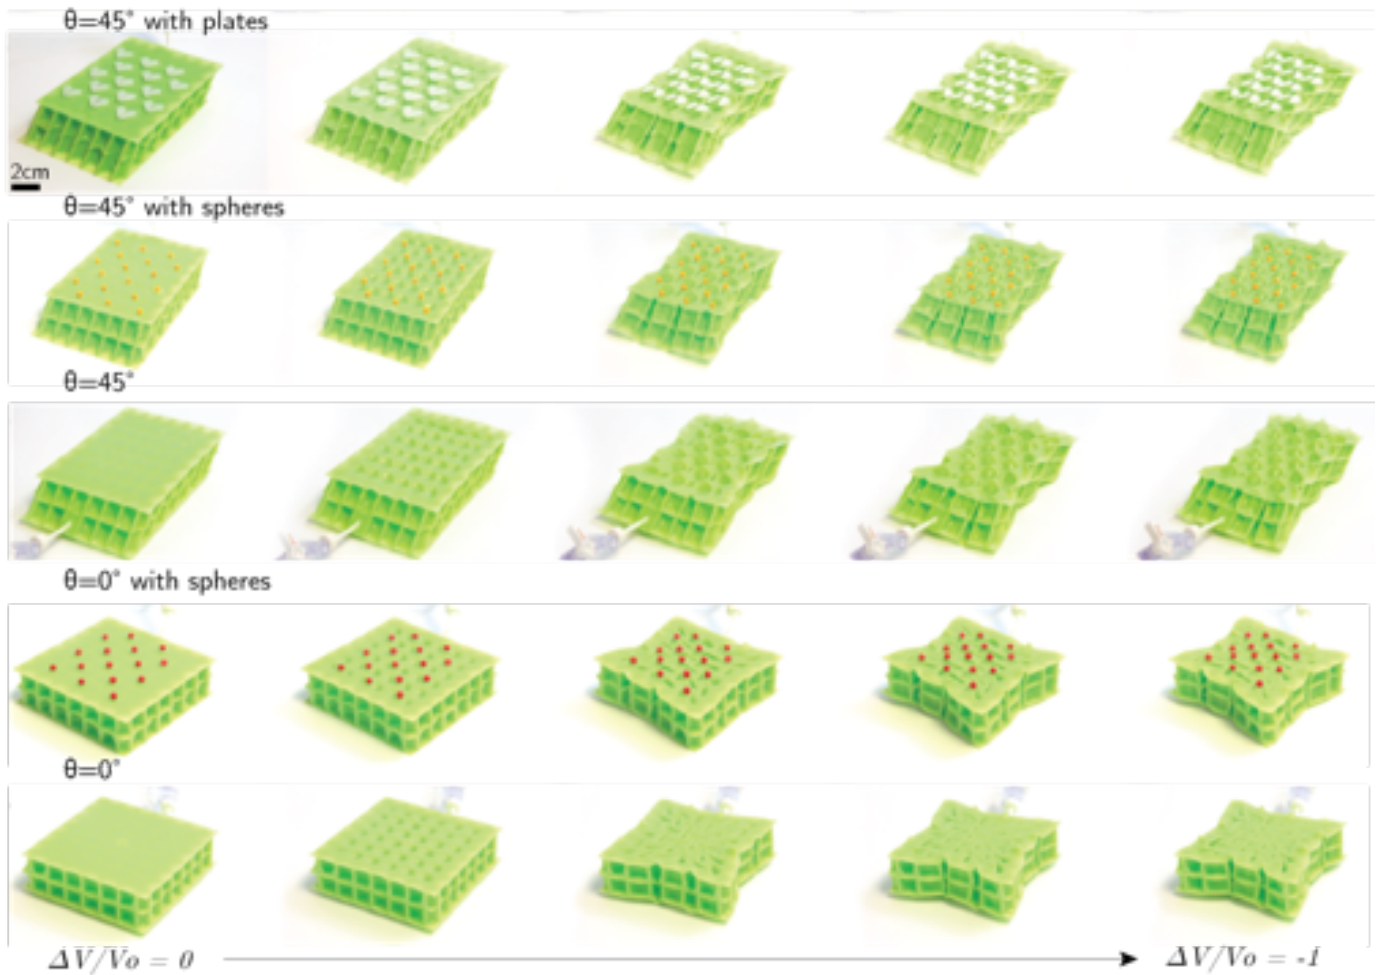 θ=45° with plates
2cm
θ=45° with spheres
θ=45°
θ=0° with spheres
θ=0°
ΔV/Vo = 0
ΔV/Vo = -1